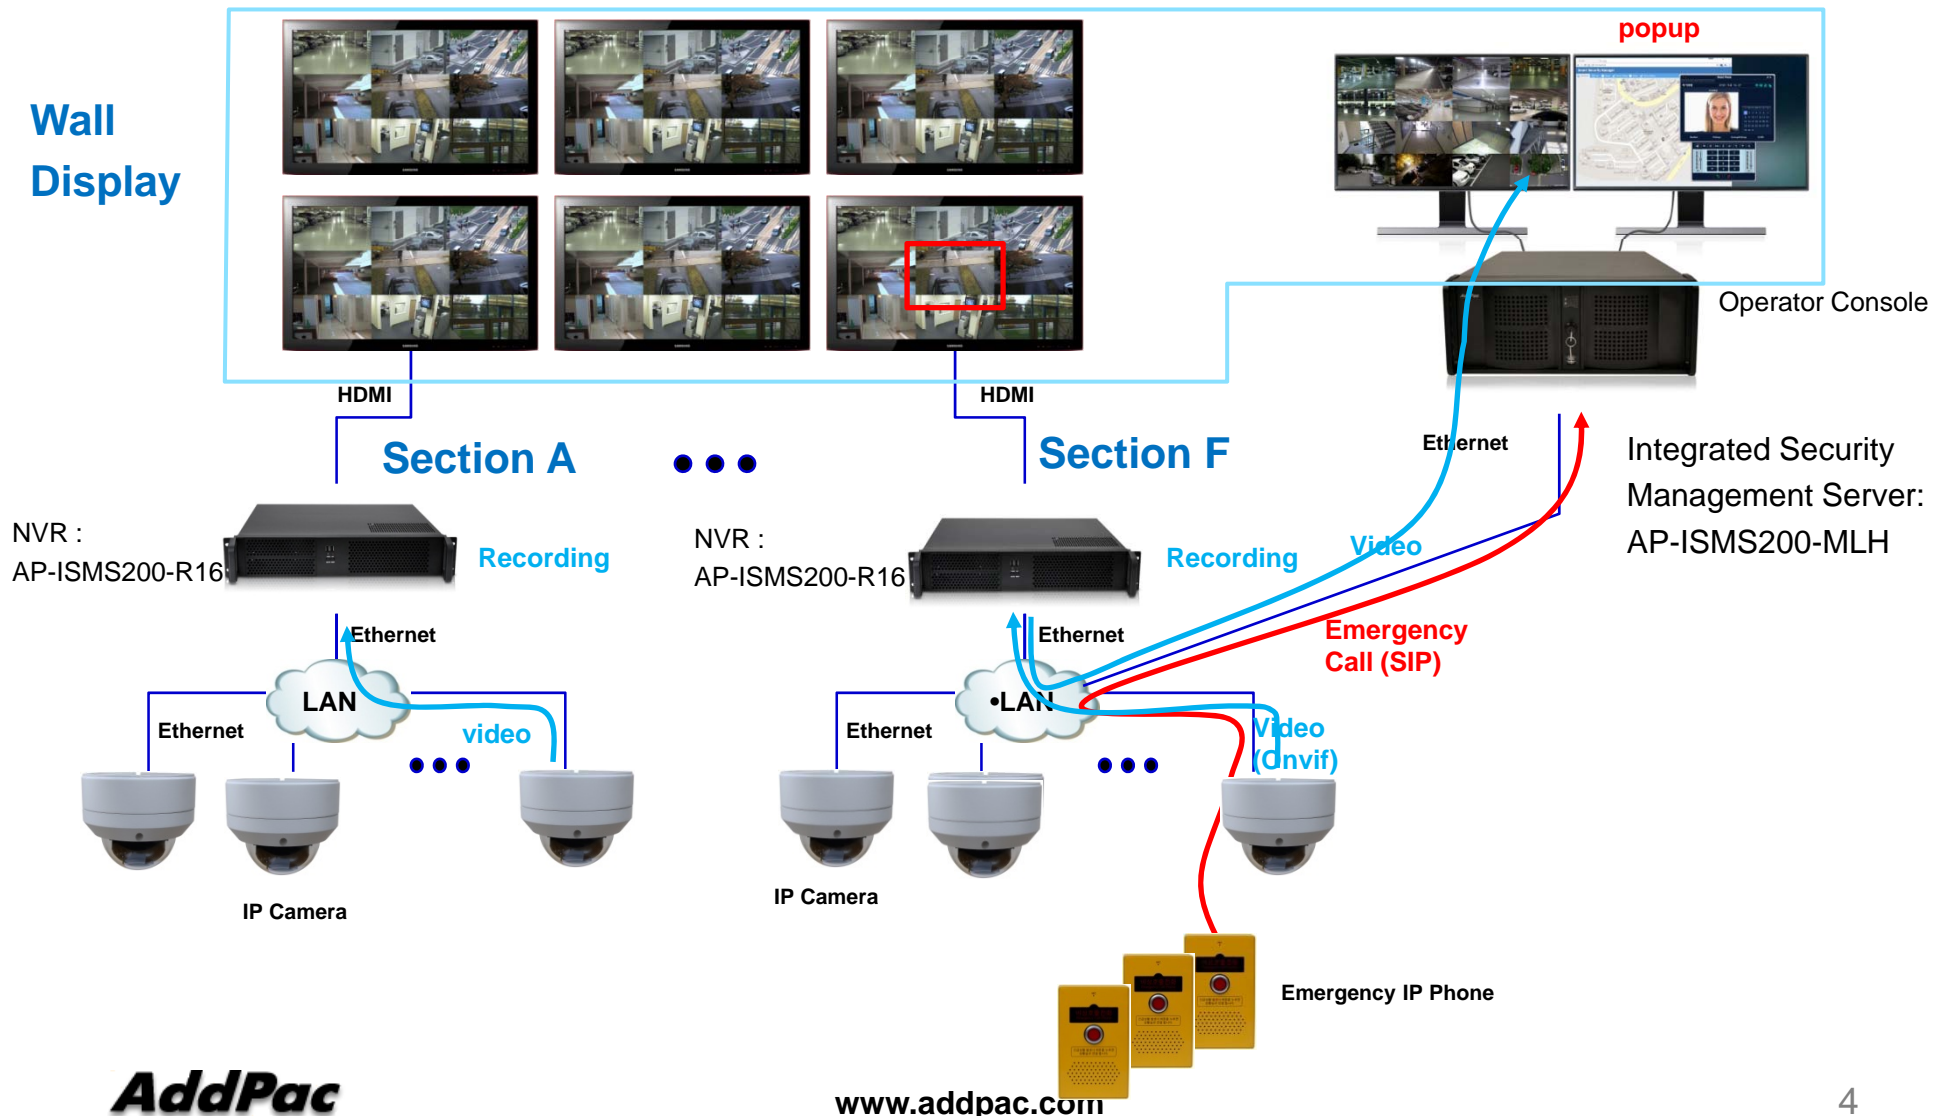 popup
Wall
Display
Operator Console
HDMI
HDMI
Section A
Section F
Ethernet
Integrated Security
Management Server:
AP-ISMS200-MLH
NVR :
AP-ISMS200-R16
Recording
NVR :
AP-ISMS200-R16
Recording
Video
Ethernet
Ethernet
Emergency
Call (SIP)
LAN
•LAN
Ethernet
video
Ethernet
Video
(Onvif)
IP Camera
IP Camera
Emergency IP Phone
AddPac
www.addpac.com
4